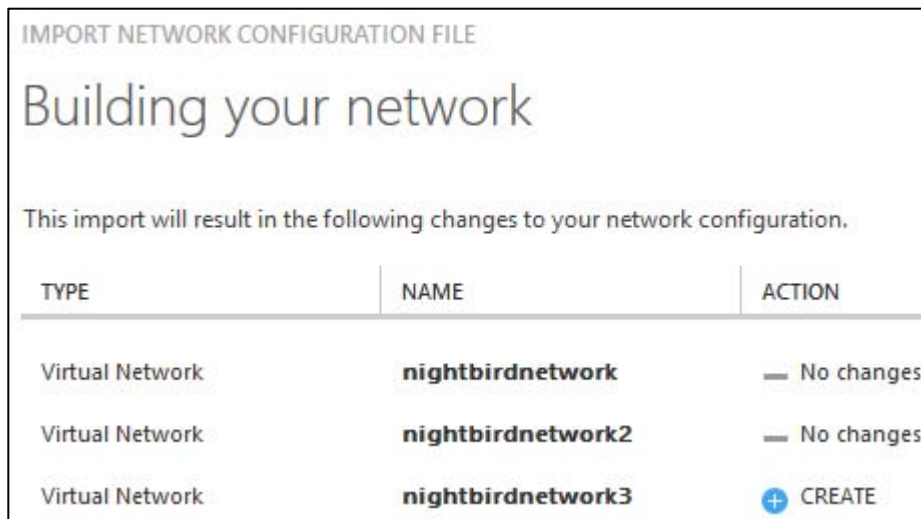 IMPORT NETWORK CONFIGURATION FILE
Building your network
This import will result in the following changes to your network configuration.
TYPE NAME ACTION
Virtual Network nightbirdnetwork No changes
Virtual Network nightbirdnetwork2 No changes
Virtual Network nightbirdnetwork3 CREATE